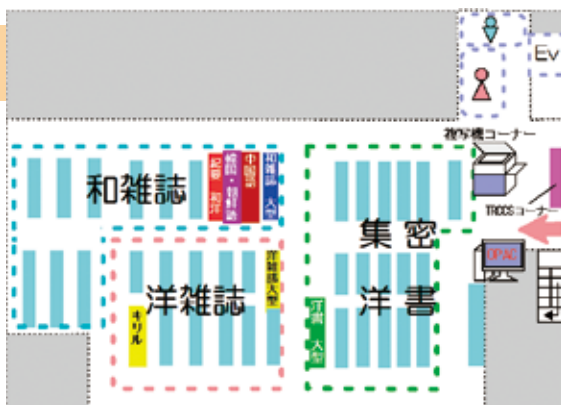 Ev
複写機コーナー
TRCCSコーナー
和雑誌
紀要 和洋
韓国・朝鮮語
中国語
和雑誌 大型
集密
洋書
OPAC
洋雑誌
洋雑誌大型
キリル
洋書 大型